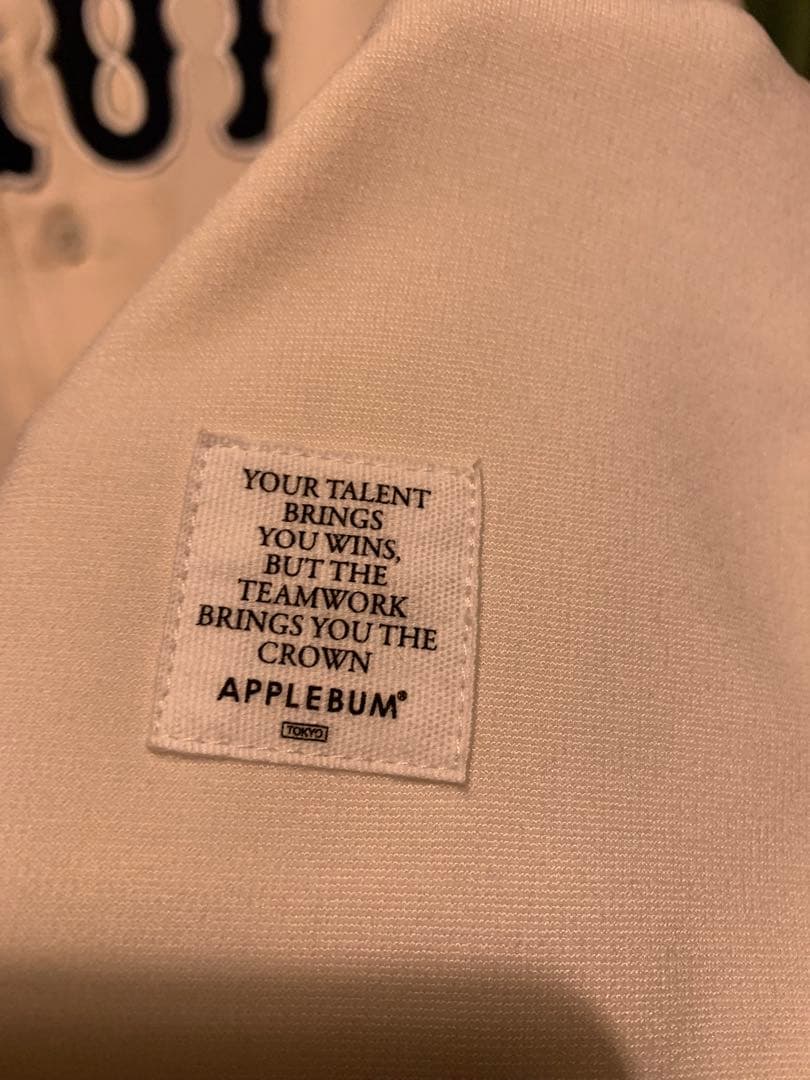 YOUR TALENT
BRINGS
YOU WINS,
BUT THE
TEAMWORK
BRINGS YOU THE
CROWN
APPLEBUM®
TOKYO